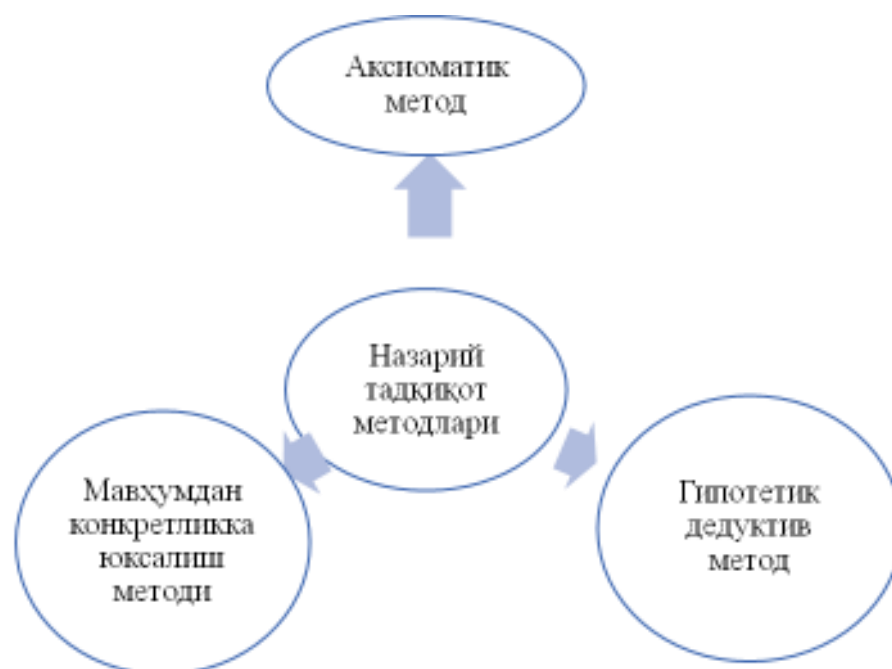 Аксиоматик
метод
Назарий
тадқиқот
методлари
Мавҳумдан
конкретликка
юксалиш
методи
Гипотетик
дедуктив
метод